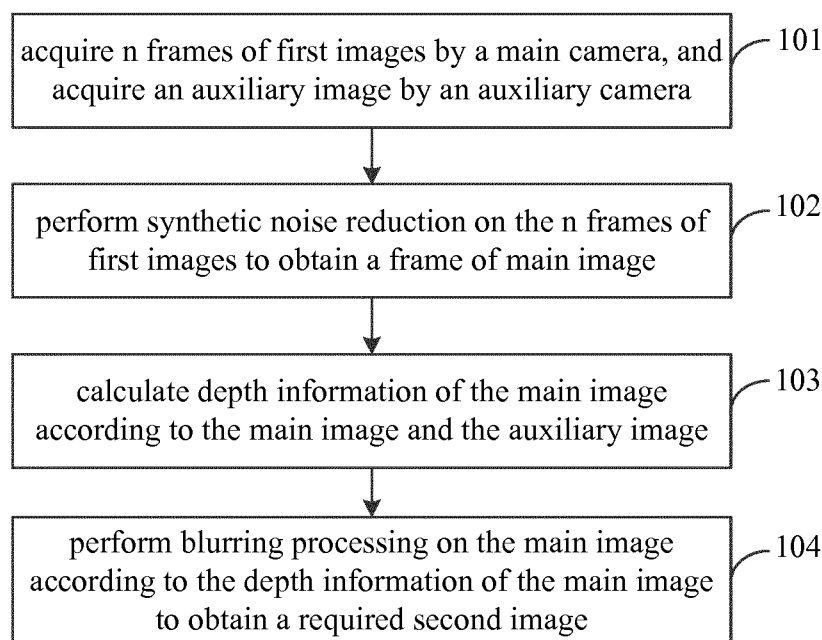 acquire n frames of first images by a main camera, and
acquire an auxiliary image by an auxiliary camera
101
perform synthetic noise reduction on the n frames of
first images to obtain a frame of main image
102
calculate depth information of the main image
according to the main image and the auxiliary image
103
perform blurring processing on the main image
according to the depth information of the main image
to obtain a required second image
104